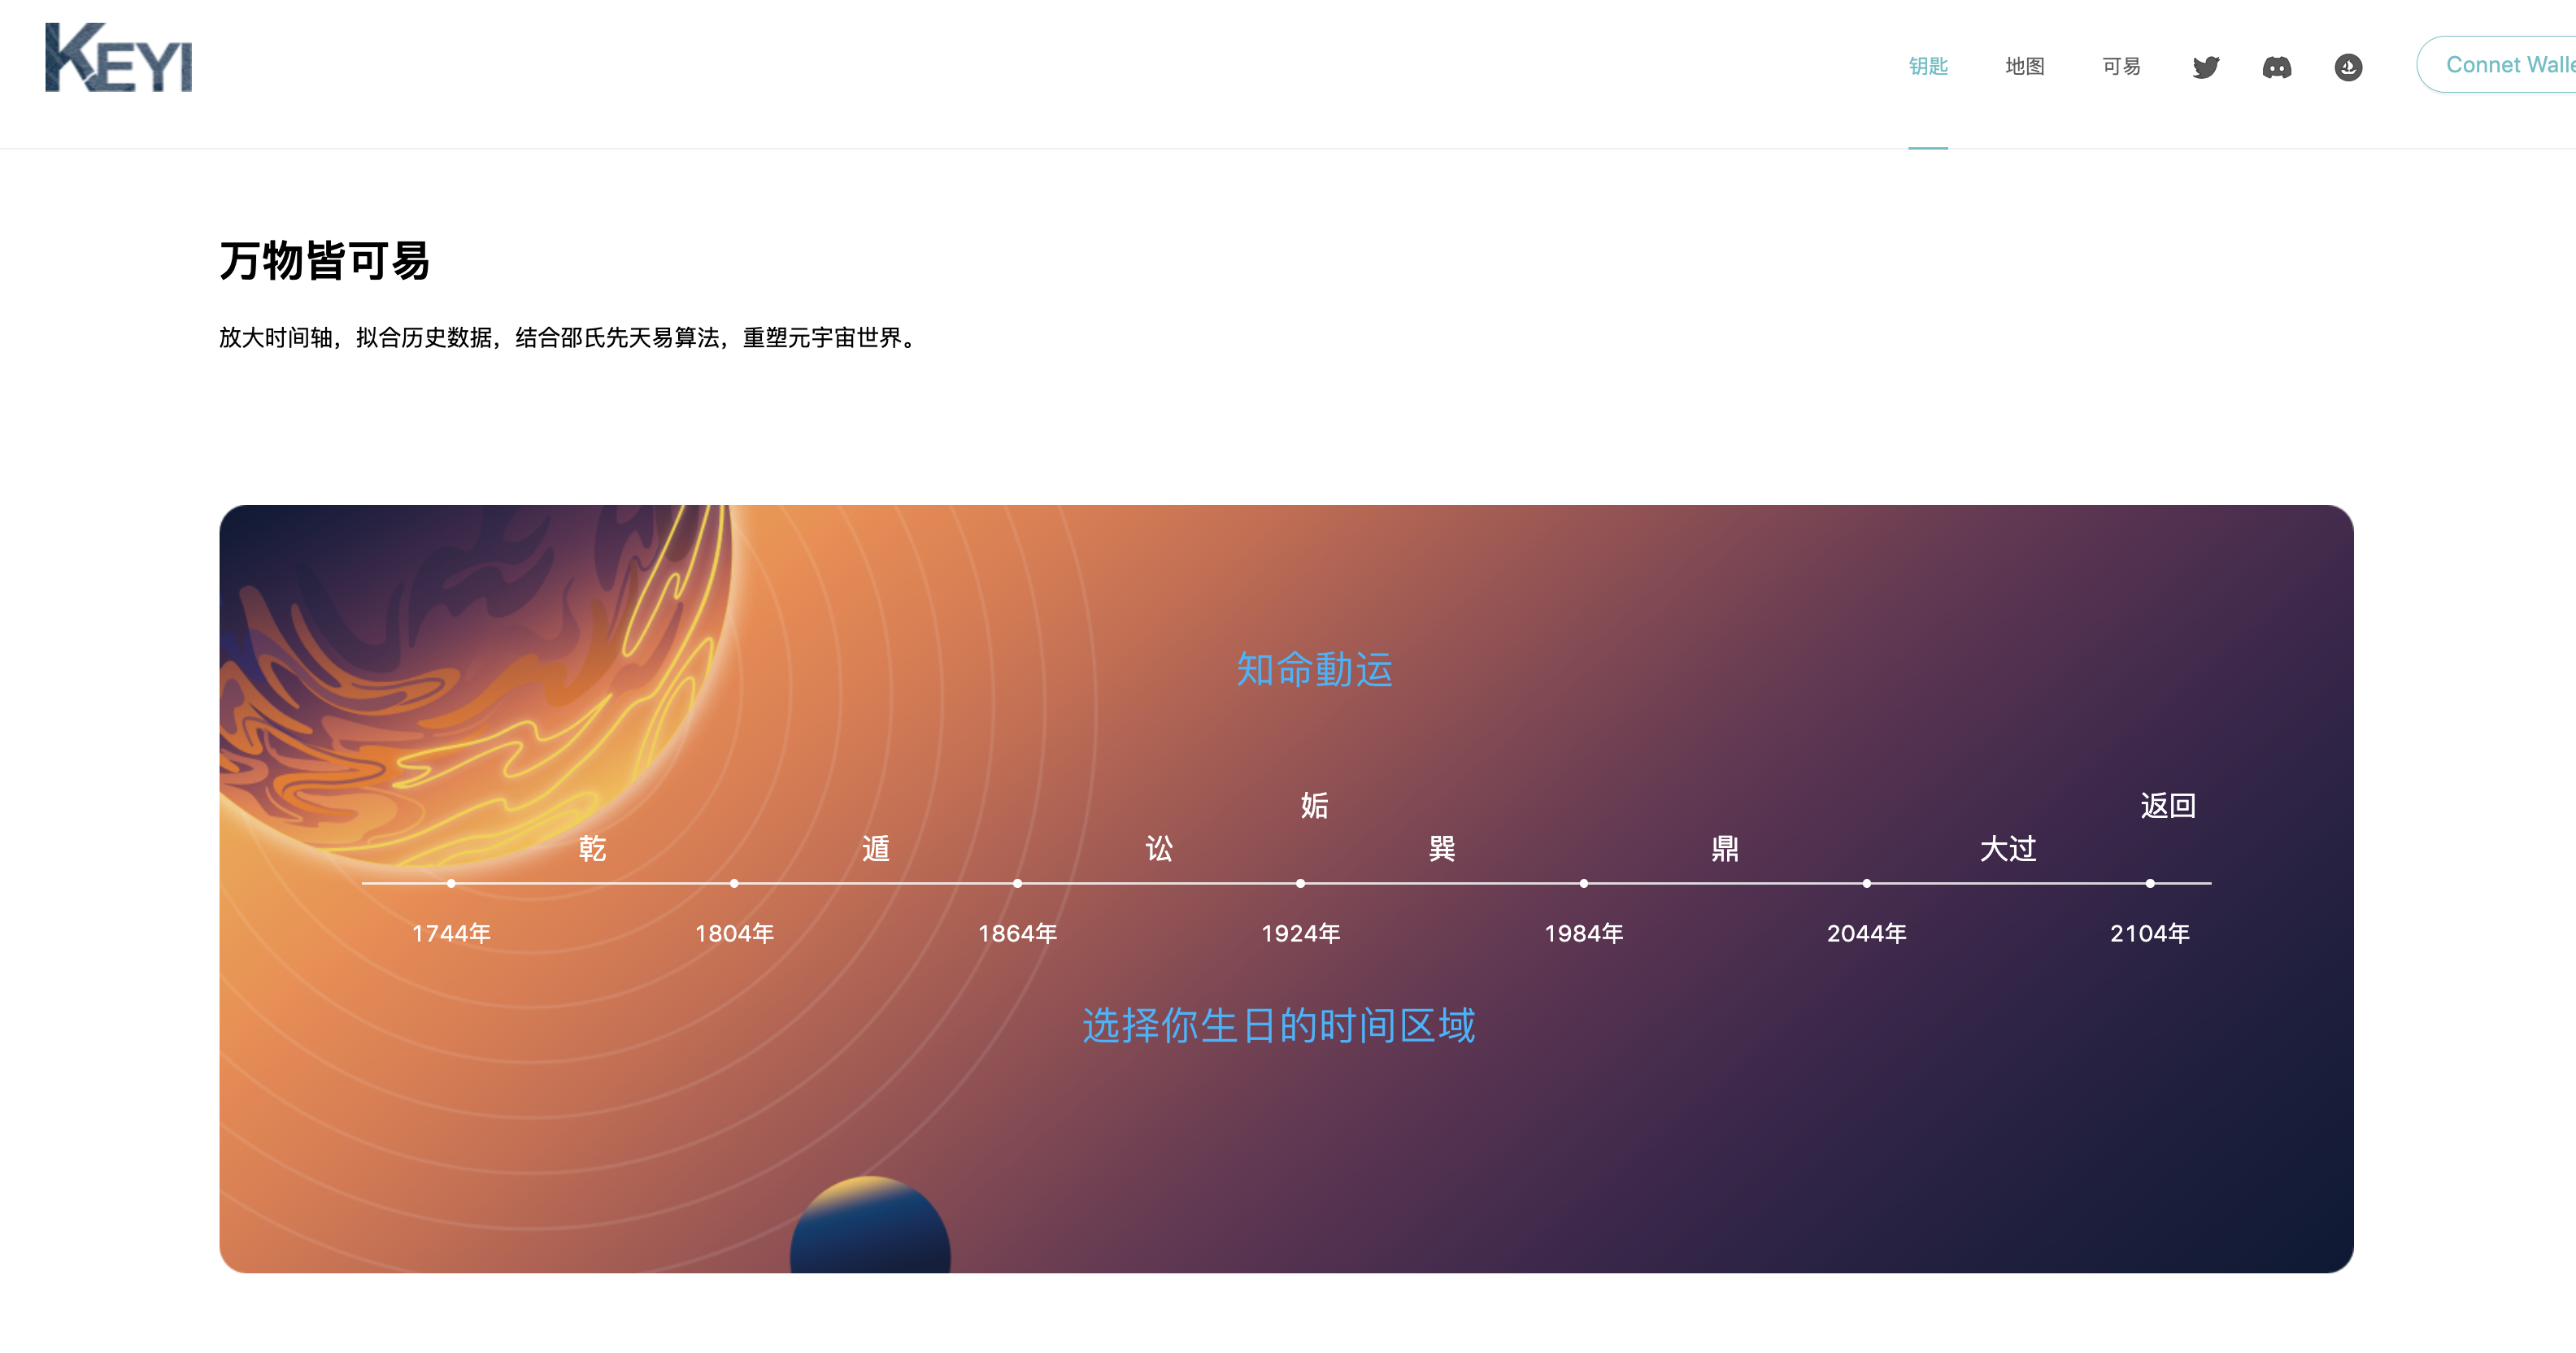 KEYI
钥匙 地图 可易 Connet Walle
万物皆可易
放大时间轴，拟合历史数据，结合邵氏先天易算法，重塑元宇宙世界。
知命動运
姤 返回
乾 遁 讼 巽 鼎 大过
1744年 1804年 1864年 1924年 1984年 2044年 2104年
选择你生日的时间区域